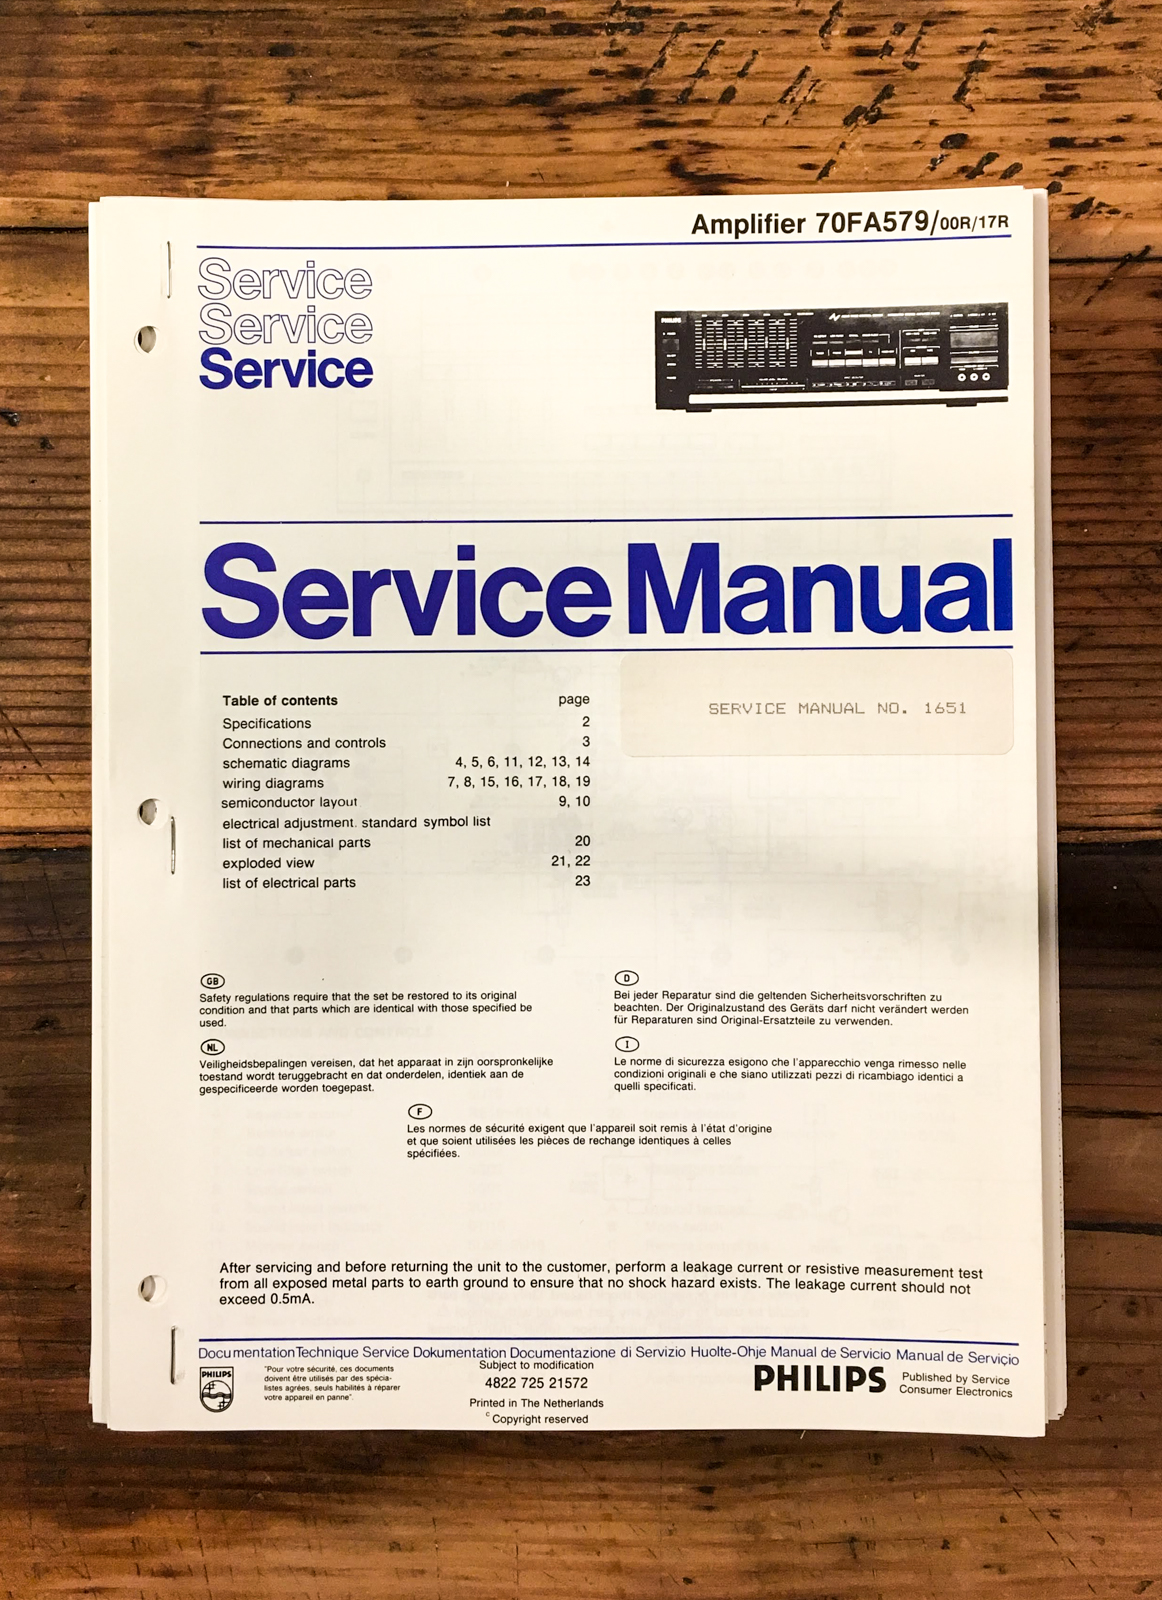 Amplifier 70FA579/00R/17R
Service
Service
Service
PHILIPS
Service Manual
SERVICE MANUAL NO. 1651
Table of contents page
Specifications 2
Connections and controls 3
schematic diagrams 4, 5, 6, 11, 12, 13, 14
wiring diagrams 7, 8, 15, 16, 17, 18, 19
semiconductor layout 9, 10
electrical adjustment. standard symbol list
list of mechanical parts 20
exploded view 21, 22
list of electrical parts 23
GB
Safety regulations require that the set be restored to its original
condition and that parts which are identical with those specified be
used.
D
Bei jeder Reparatur sind die geltenden Sicherheitsvorschriften zu
beachten. Der Originalzustand des Geräts darf nicht verändert werden
für Reparaturen sind Original-Ersatzteile zu verwenden.
NL
Veiligheidsbepalingen vereisen, dat het apparaat in zijn oorspronkelijke
toestand wordt teruggebracht en dat onderdelen, identiek aan de
gespecificeerde worden toegepast.
I
Le norme di sicurezza esigono che l'apparecchio venga rimesso nelle
condizioni originali e che siano utilizzati pezzi di ricambiago identici a
quelli specificati.
F
Les normes de sécurité exigent que l'appareil soit remis à l'état d'origine
et que soient utilisées les pièces de rechange identiques à celles
spécifiées.
After servicing and before returning the unit to the customer, perform a leakage current or resistive measurement test
from all exposed metal parts to earth ground to ensure that no shock hazard exists. The leakage current should not
exceed 0.5mA.
Documentation Technique Service Dokumentation Documentazione di Servizio Huolte-Ohje Manual de Servicio Manual de Serviçio
PHILIPS
"Pour votre sécurité, ces documents
doivent être utilisés par des spécia-
listes agrées, seuls habilités à réparer
votre appareil en panne".
Subject to modification
4822 725 21572
Printed in The Netherlands
c Copyright reserved
PHILIPS
Published by Service
Consumer Electronics